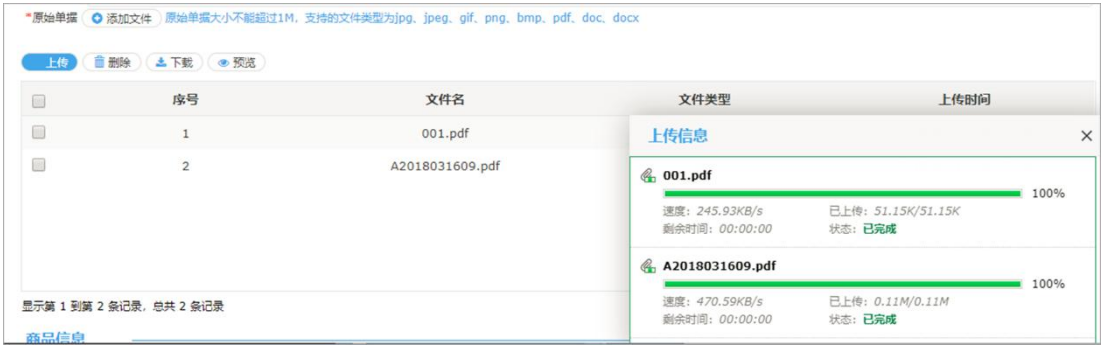 *原始单据 添加文件 原始单据大小不能超过1M，支持的文件类型为jpg、jpeg、gif、png、bmp、pdf、doc、docx
上传 删除 下载 预览
序号 文件名 文件类型 上传时间
1 001.pdf
2 A2018031609.pdf
显示第 1 到第 2 条记录，总共 2 条记录
商品信息
上传信息 ×
001.pdf
100%
速度：245.93KB/s 已上传：51.15K/51.15K
剩余时间：00:00:00 状态：已完成
A2018031609.pdf
100%
速度：470.59KB/s 已上传：0.11M/0.11M
剩余时间：00:00:00 状态：已完成